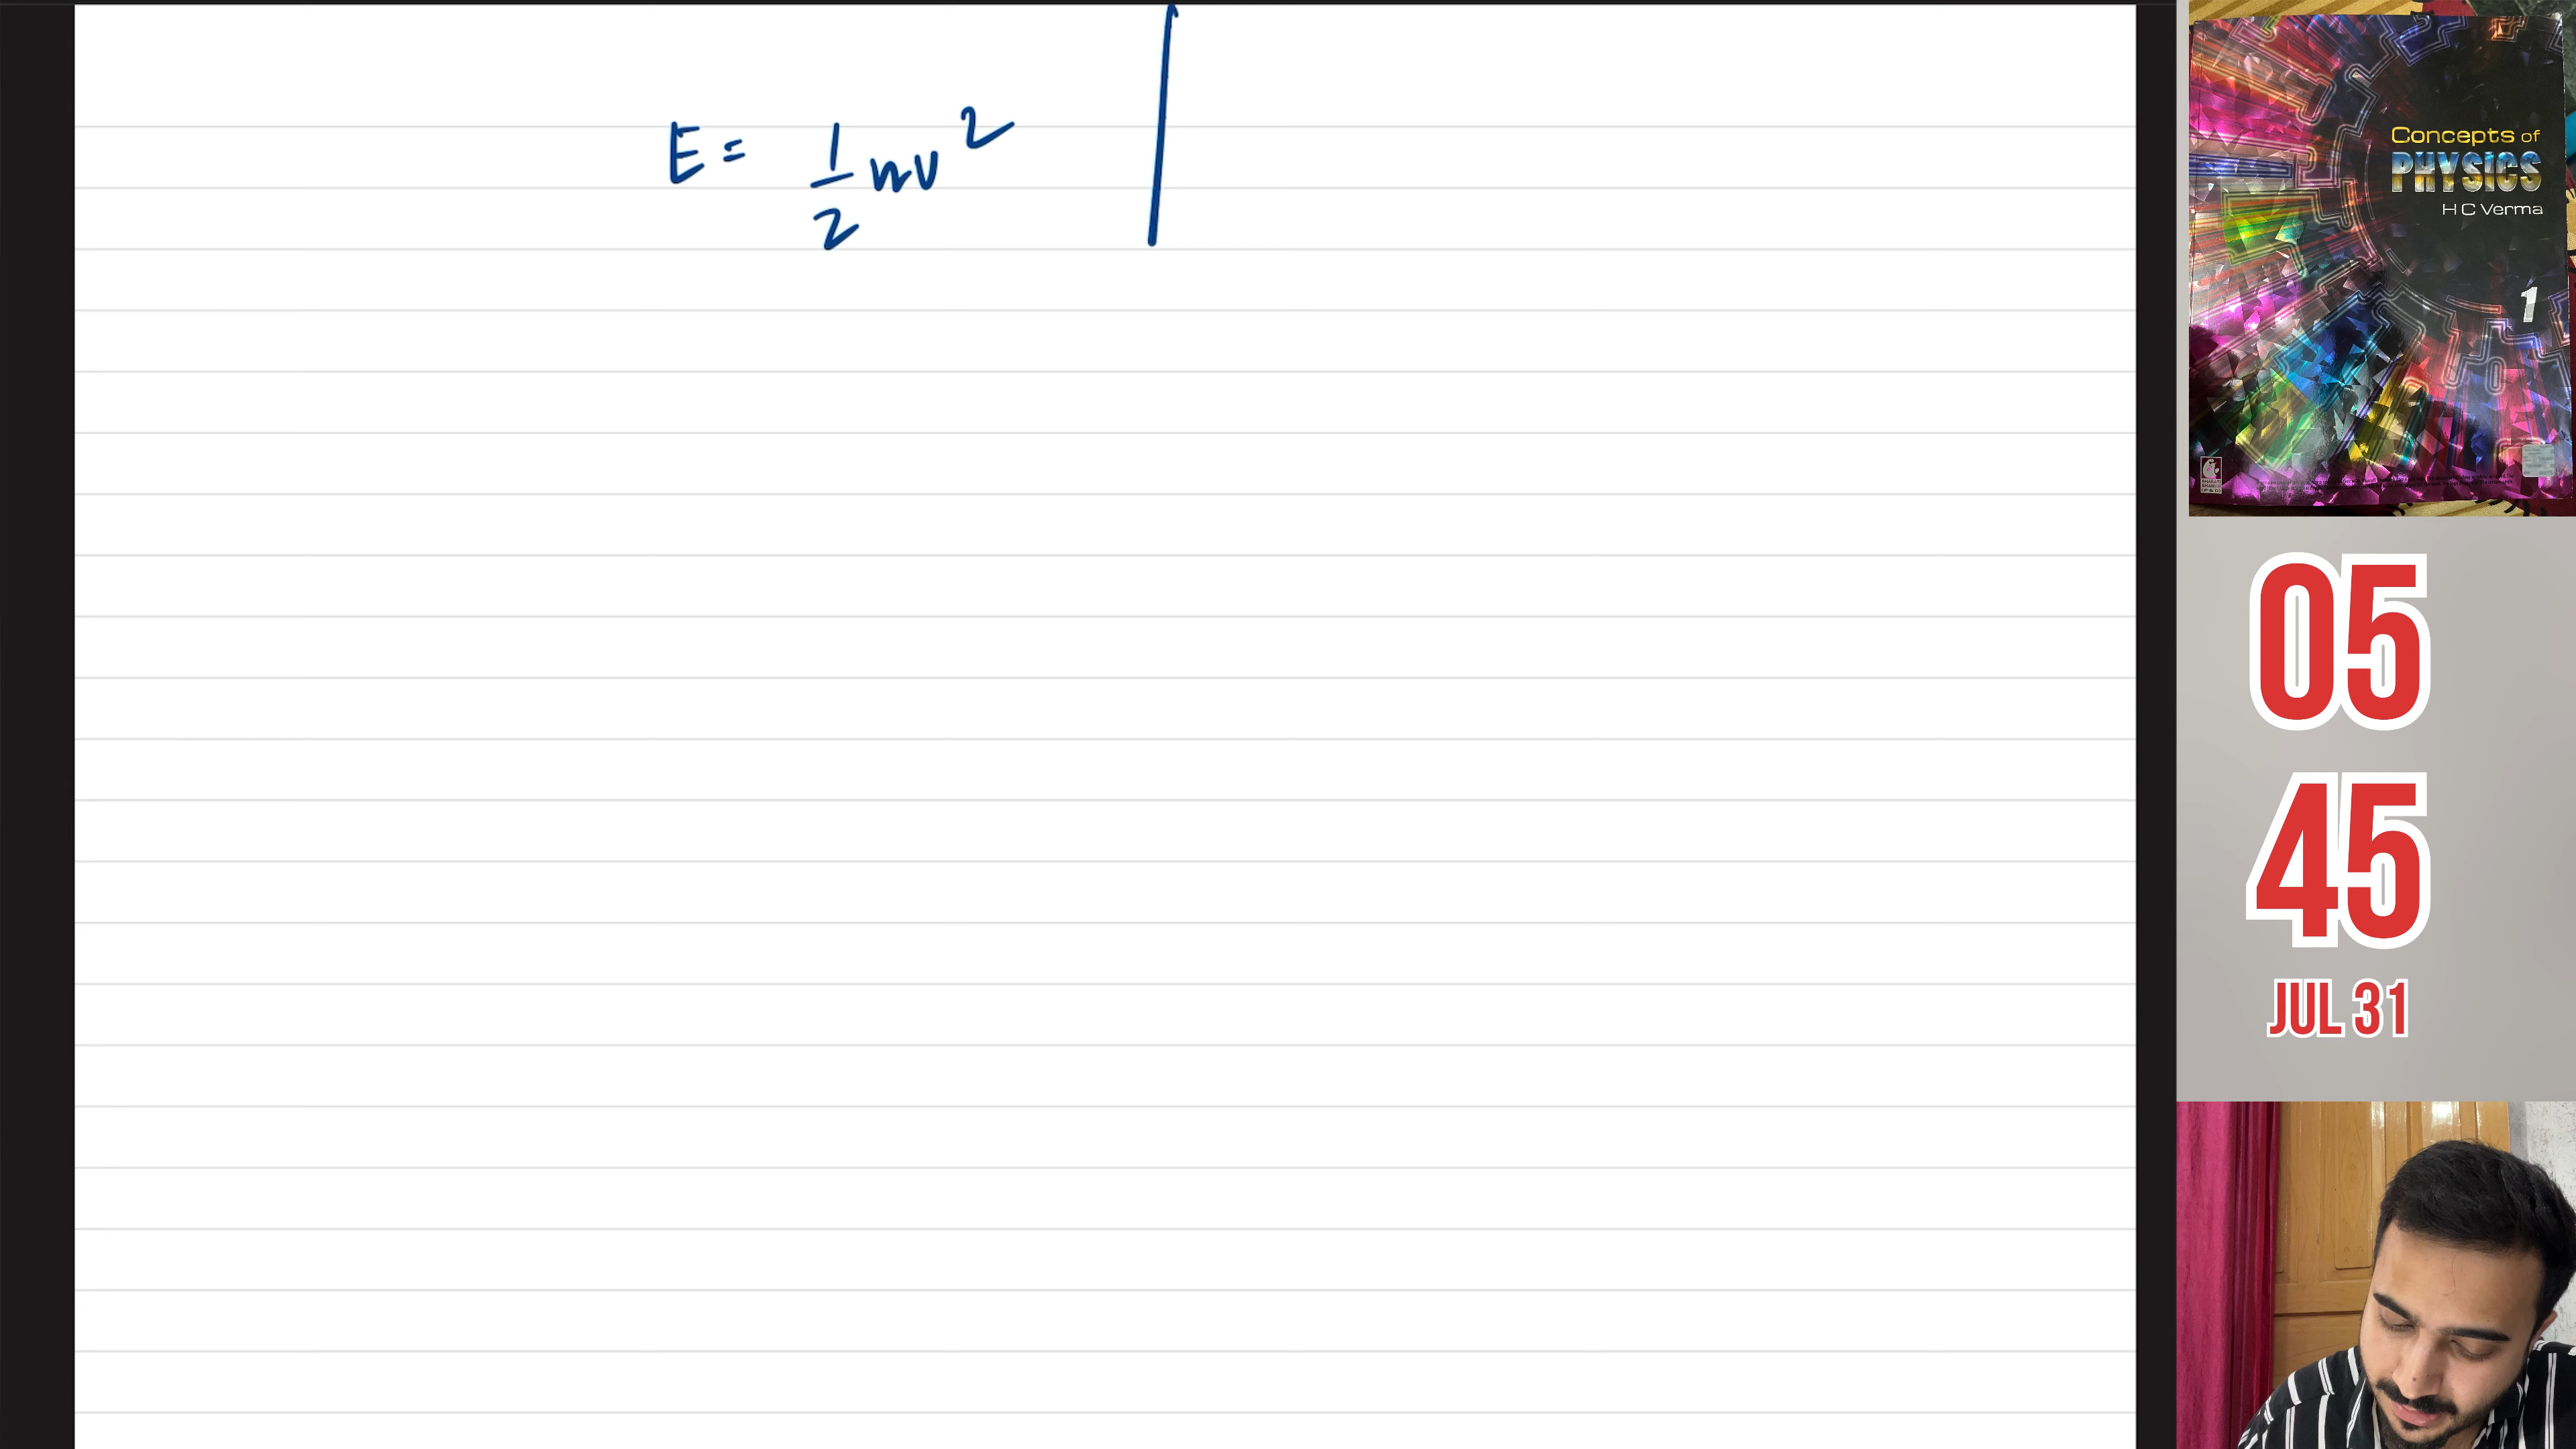 E = 1/2 mv²
Concepts of
PHYSICS
H C Verma
1
05
45
JUL 31